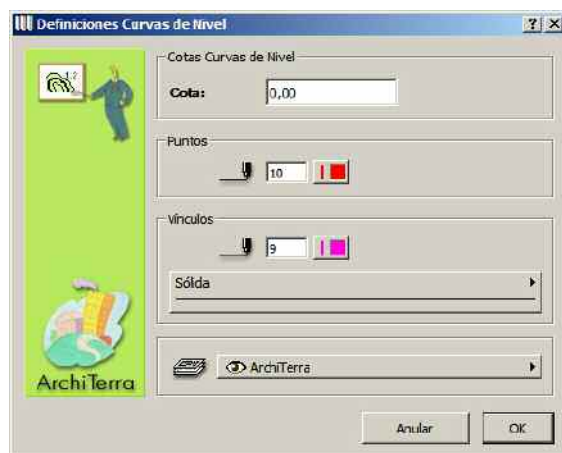 Definiciones Curvas de Nivel
Cotas Curvas de Nivel
Cota: 0,00
Puntos
10
Vínculos
9
Sólida
ArchiTerra
ArchiTerra
Anular OK